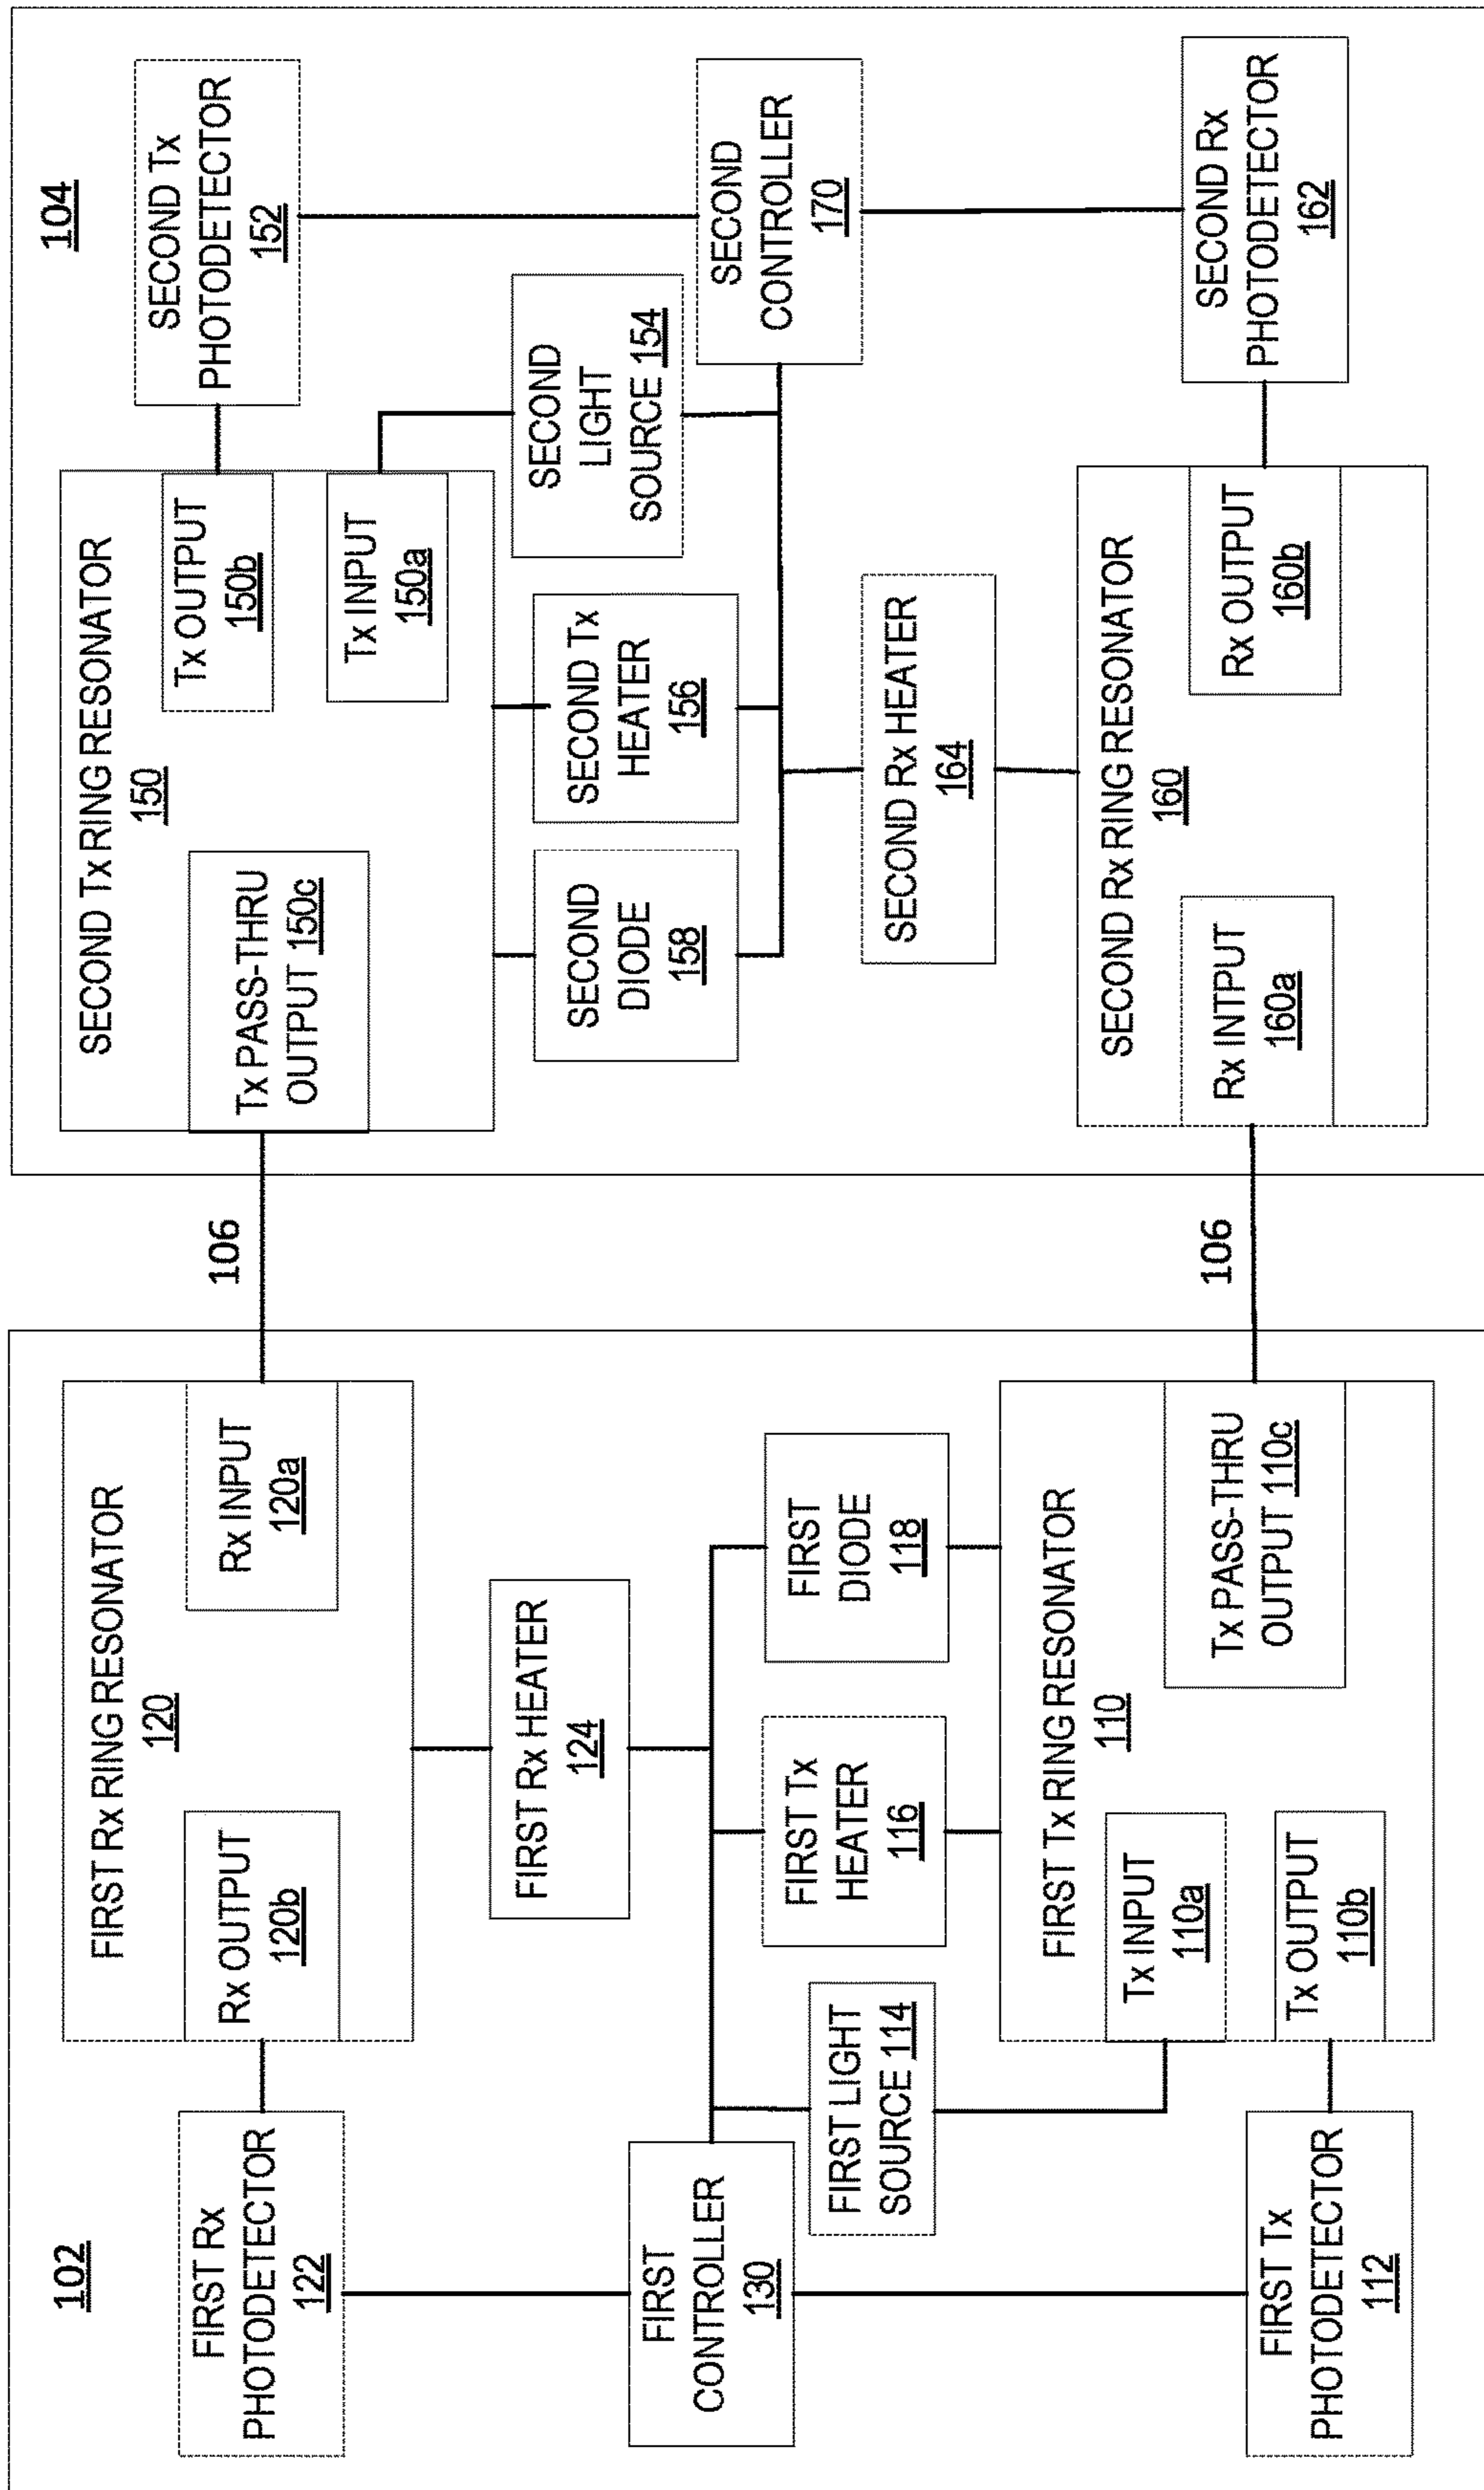 102
FIRST Rx
PHOTODETECTOR
122
FIRST CONTROLLER
130
FIRST Tx
PHOTODETECTOR
112
FIRST Rx RING RESONATOR
120
Rx OUTPUT
120b
Rx INPUT
120a
FIRST Rx HEATER
124
FIRST LIGHT
SOURCE 114
FIRST Tx
HEATER
116
FIRST
DIODE
118
FIRST Tx RING RESONATOR
110
Tx INPUT
110a
Tx OUTPUT
110b
Tx PASS-THRU
OUTPUT 110c
106
106
104
SECOND Tx RING RESONATOR
150
Tx PASS-THRU
OUTPUT 150c
Tx OUTPUT
150b
Tx INPUT
150a
SECOND Tx
PHOTODETECTOR
152
SECOND
DIODE
158
SECOND Tx
HEATER
156
SECOND
LIGHT
SOURCE 154
SECOND
CONTROLLER
170
SECOND Rx HEATER
164
SECOND Rx RING RESONATOR
160
Rx INTPUT
160a
Rx OUTPUT
160b
SECOND Rx
PHOTODETECTOR
162